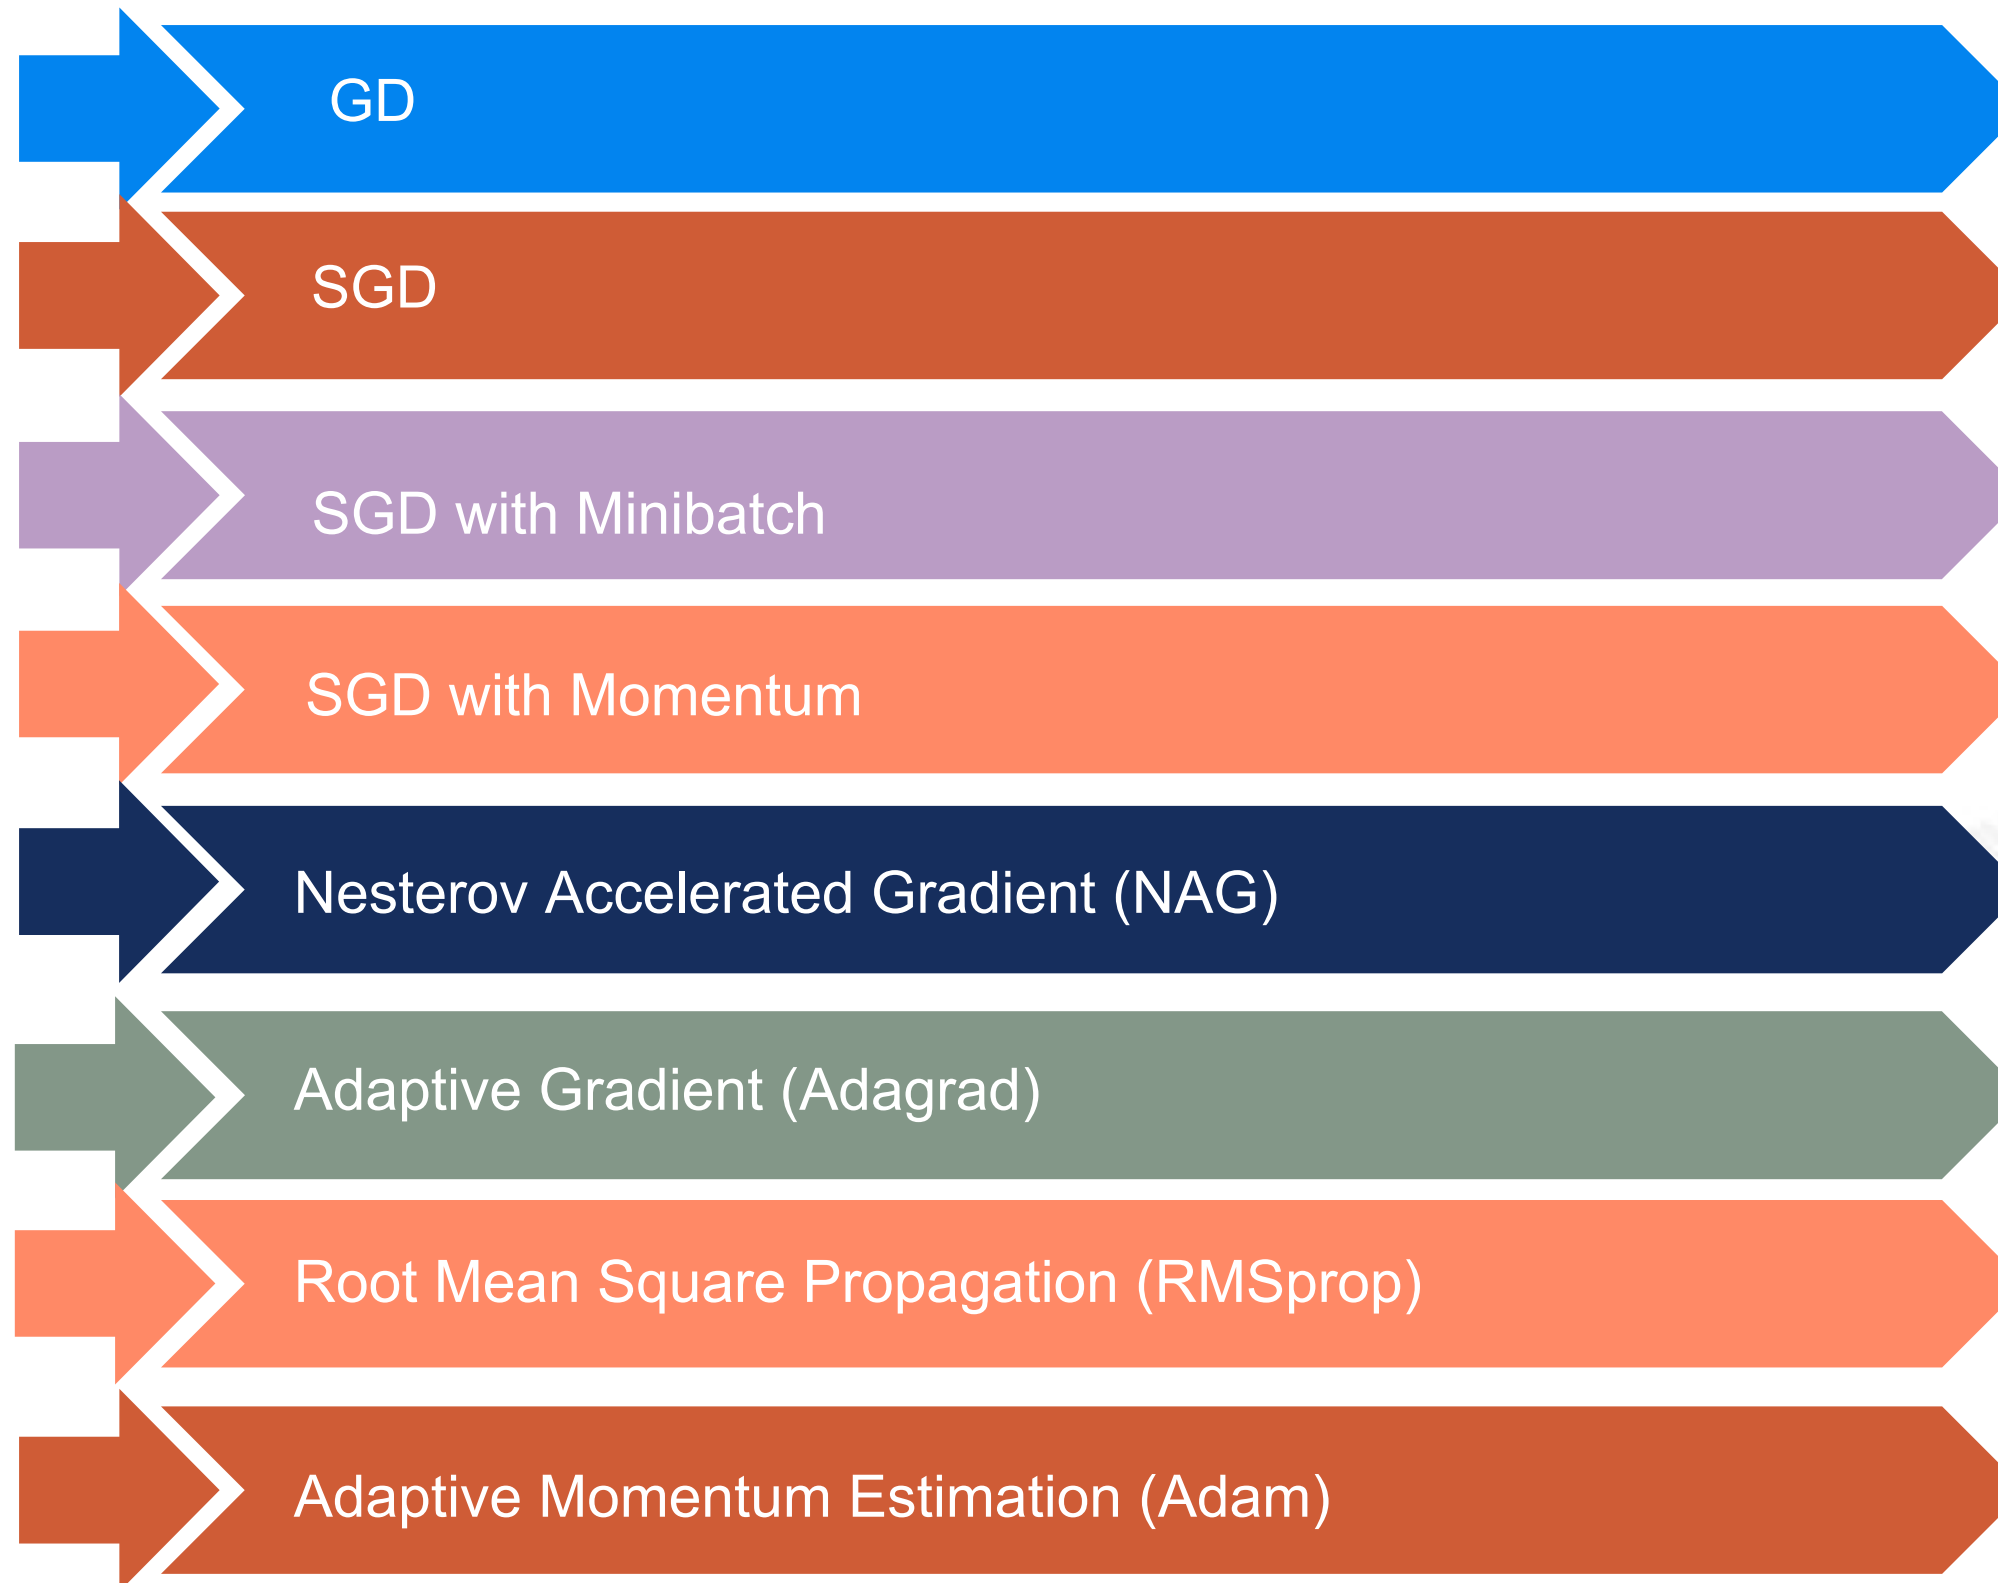 GD
SGD
SGD with Minibatch
SGD with Momentum
Nesterov Accelerated Gradient (NAG)
Adaptive Gradient (Adagrad)
Root Mean Square Propagation (RMSprop)
Adaptive Momentum Estimation (Adam)